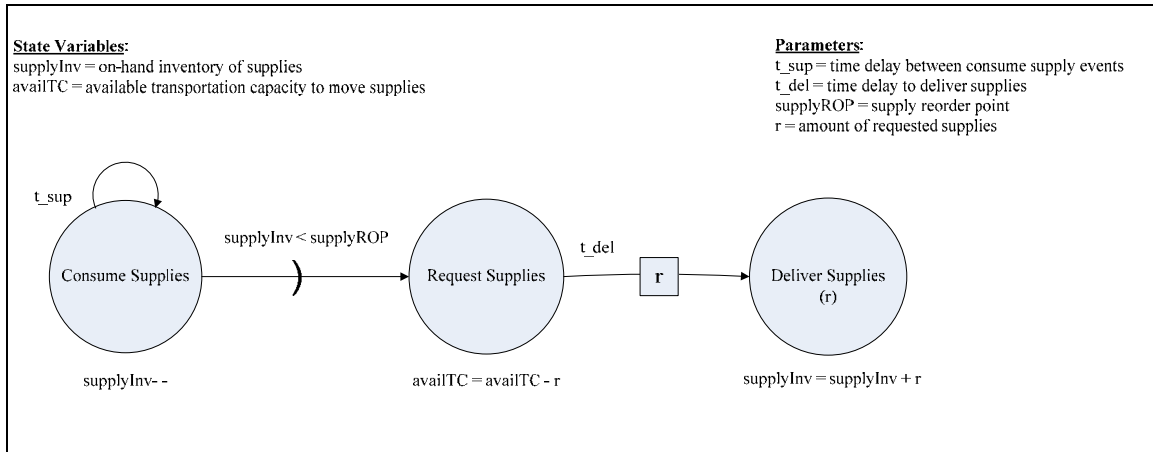 State Variables:
supplyInv = on-hand inventory of supplies
availTC = available transportation capacity to move supplies
Parameters:
t_sup = time delay between consume supply events
t_del = time delay to deliver supplies
supplyROP = supply reorder point
r = amount of requested supplies
t_sup
supplyInv < supplyROP
t_del
Consume Supplies
Request Supplies
r
Deliver Supplies
(r)
supplyInv- -
availTC = availTC - r
supplyInv = supplyInv + r